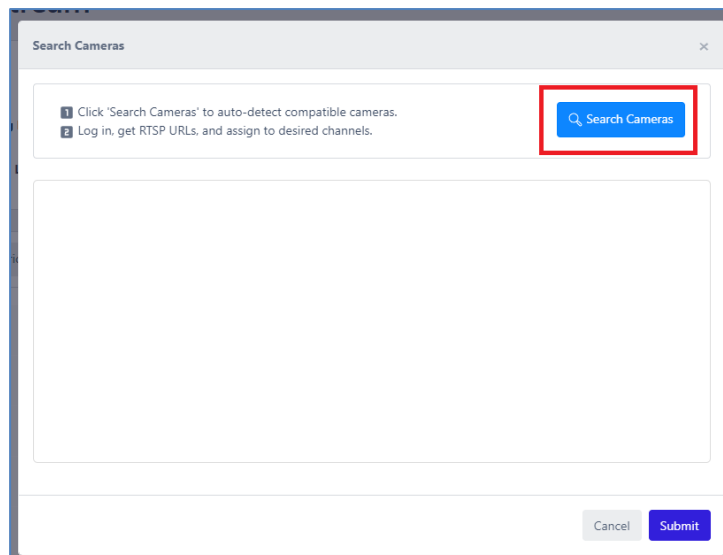 Search Cameras
×
1 Click 'Search Cameras' to auto-detect compatible cameras.
2 Log in, get RTSP URLs, and assign to desired channels.
Search Cameras
Cancel
Submit